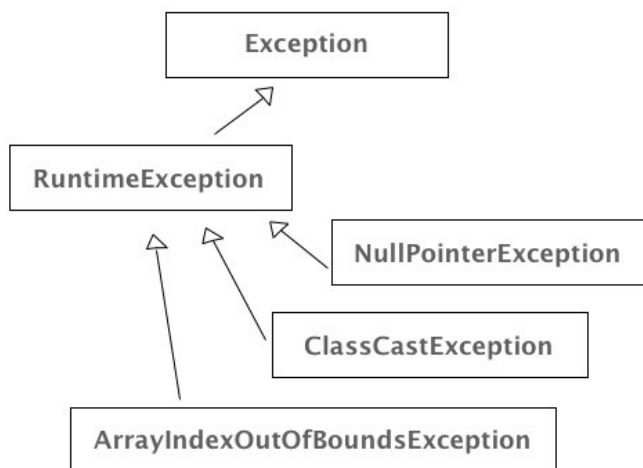 Exception
RuntimeException
NullPointerException
ClassCastException
ArrayIndexOutOfBoundsException